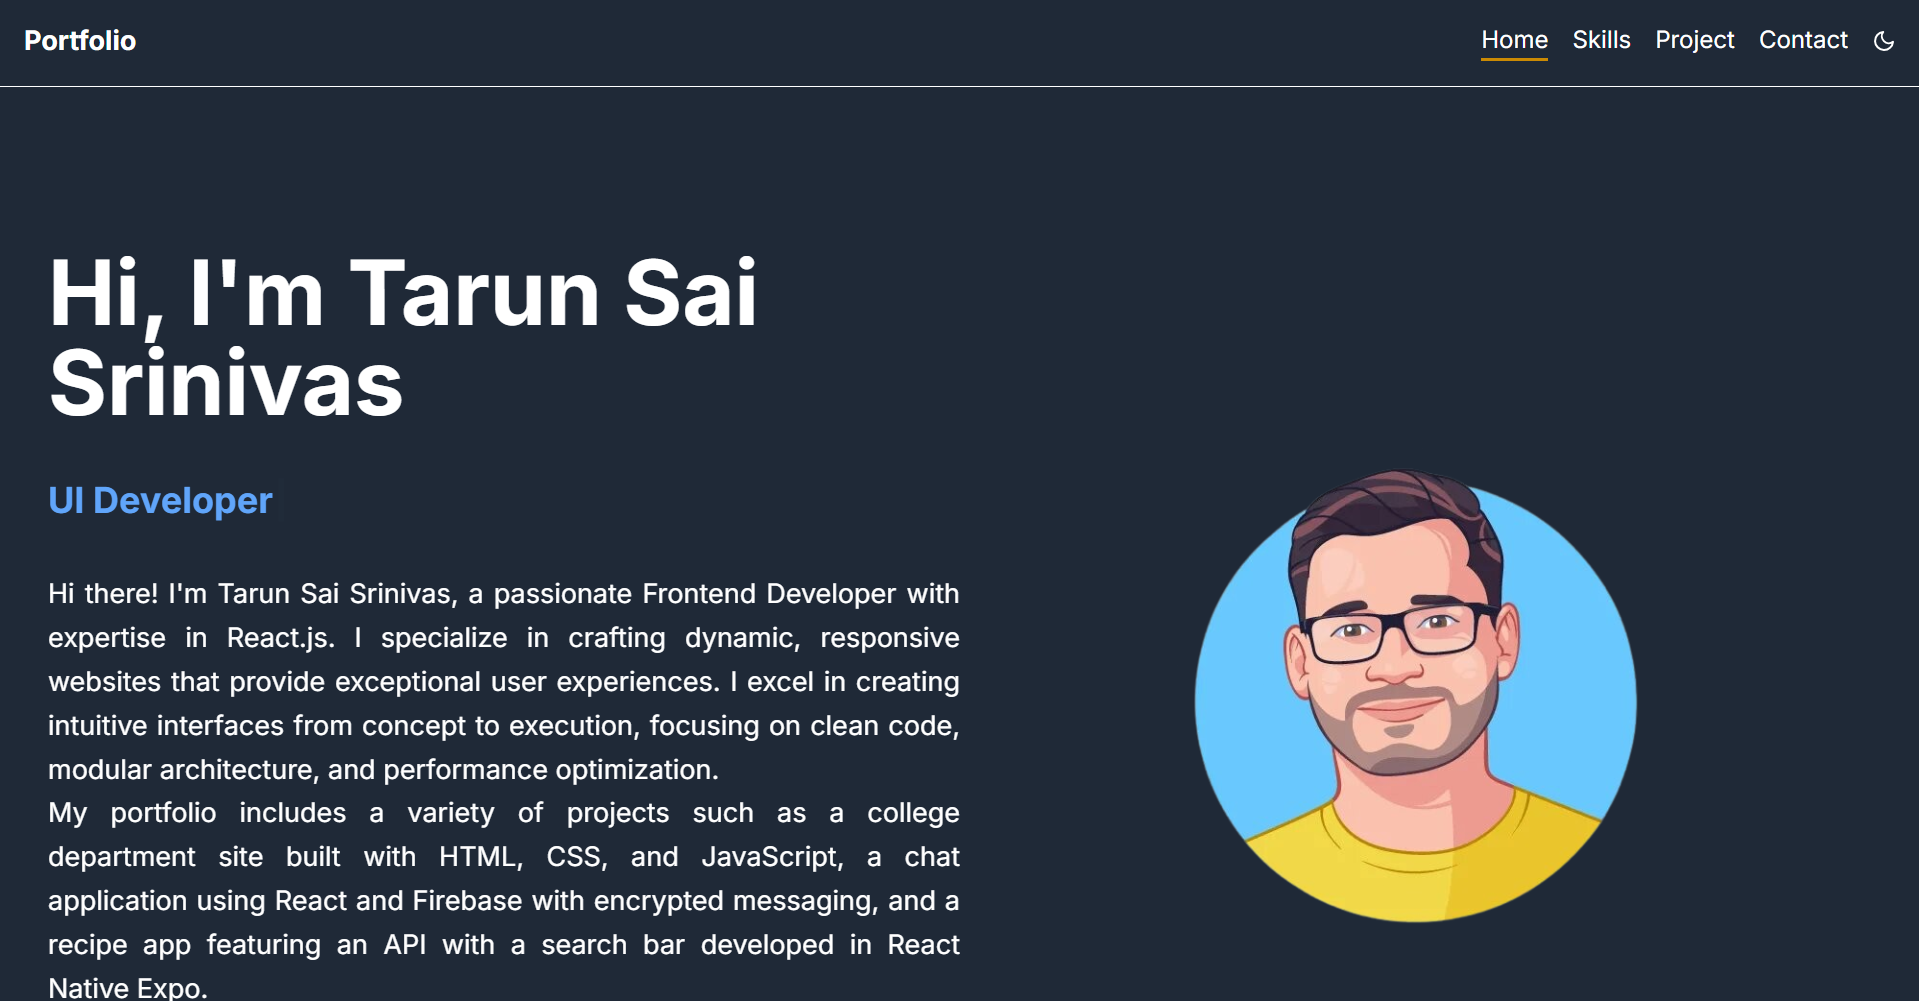 Portfolio
Home Skills Project Contact
Hi, I'm Tarun Sai
Srinivas
UI Developer
Hi there! I'm Tarun Sai Srinivas, a passionate Frontend Developer with
expertise in React.js. I specialize in crafting dynamic, responsive
websites that provide exceptional user experiences. I excel in creating
intuitive interfaces from concept to execution, focusing on clean code,
modular architecture, and performance optimization.
My portfolio includes a variety of projects such as a college
department site built with HTML, CSS, and JavaScript, a chat
application using React and Firebase with encrypted messaging, and a
recipe app featuring an API with a search bar developed in React
Native Expo.